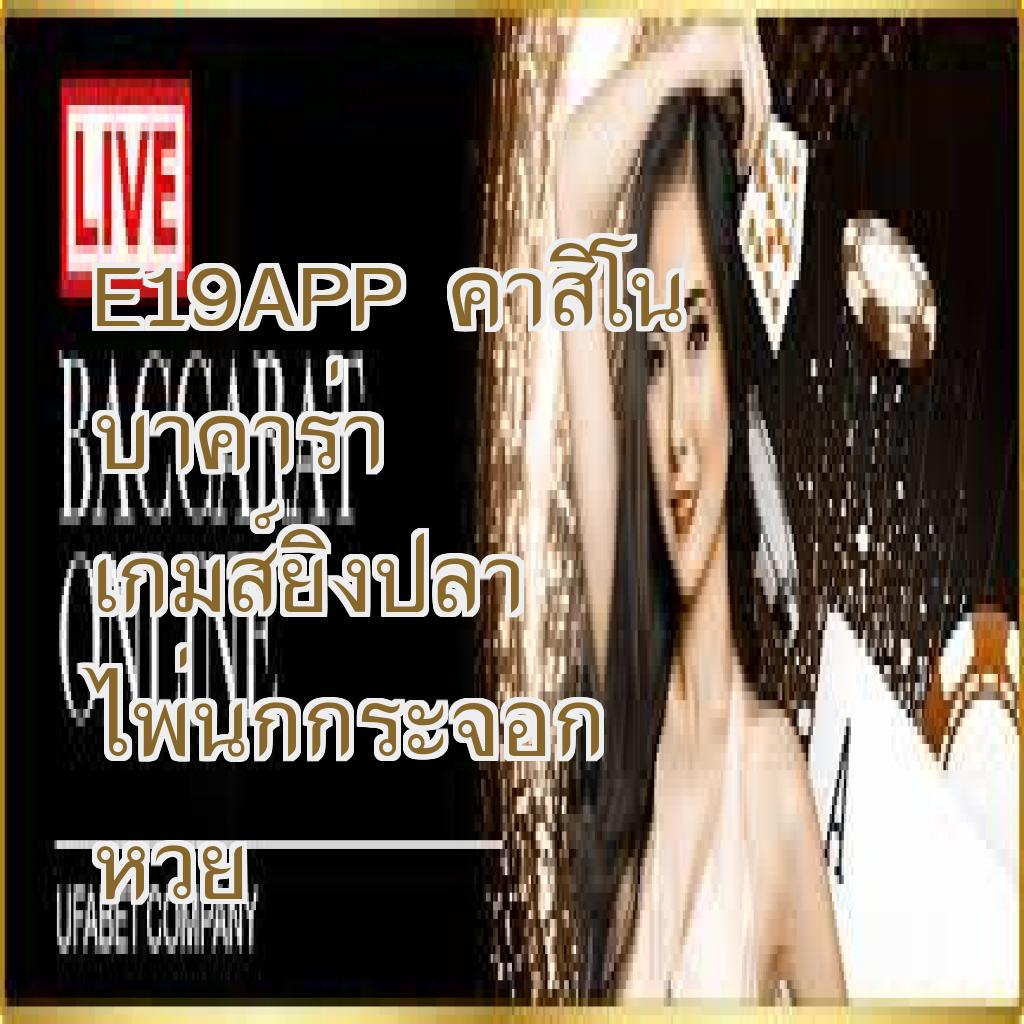 LIVE
E19APP คาสิโน
BACCARAT
บาคาร่า
เกมส์ยิงปลา
ONLINE
ไพ่นกกระจอก
หวย
UFABET COMPANY
A